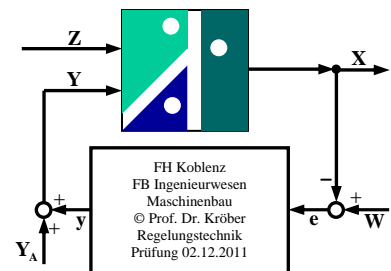 Z
X
Y
FH Koblenz
FB Ingenieurwesen
Maschinenbau
© Prof. Dr. Kröber
Regelungstechnik
Prüfung 02.12.2011
+
+
y
Y_A
−
+
e
W